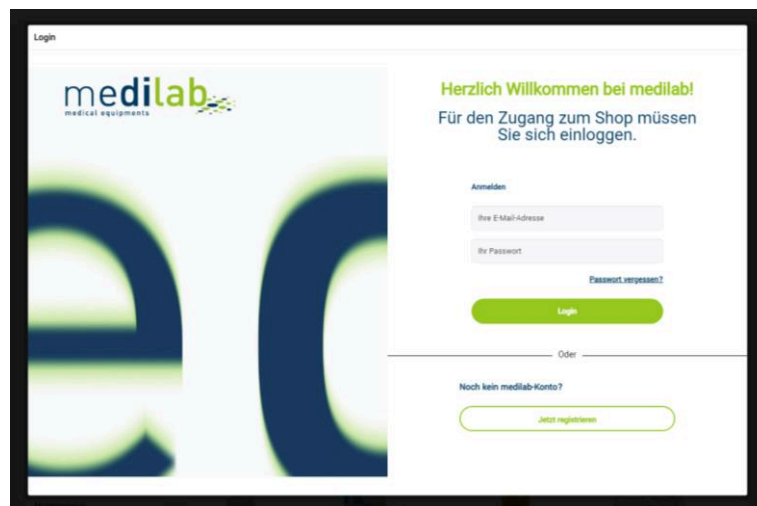 Login
medilab
medical equipments
Herzlich Willkommen bei medilab!
Für den Zugang zum Shop müssen
Sie sich einloggen.
Anmelden
Ihre E-Mail-Adresse
Ihr Passwort
Passwort vergessen?
Login
Oder
Noch kein medilab-Konto?
Jetzt registrieren
ed